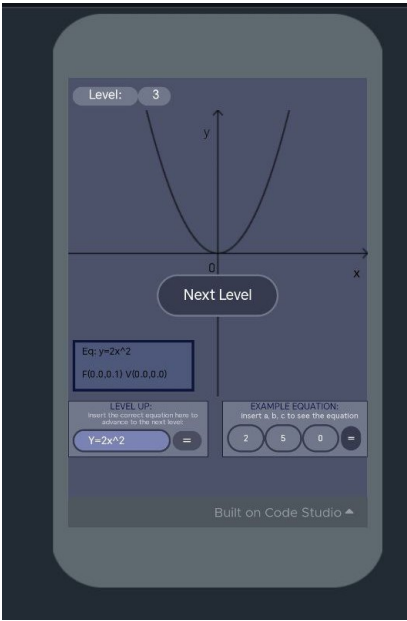 Level: 3
y
0
x
Next Level
Eq: y=2x^2
F(0.0,0.1) V(0.0,0.0)
LEVEL UP:
Insert the correct equation here to
advance to the next level
Y=2x^2 =
EXAMPLE EQUATION:
Insert a, b, c to see the equation
2 5 0 =
Built on Code Studio